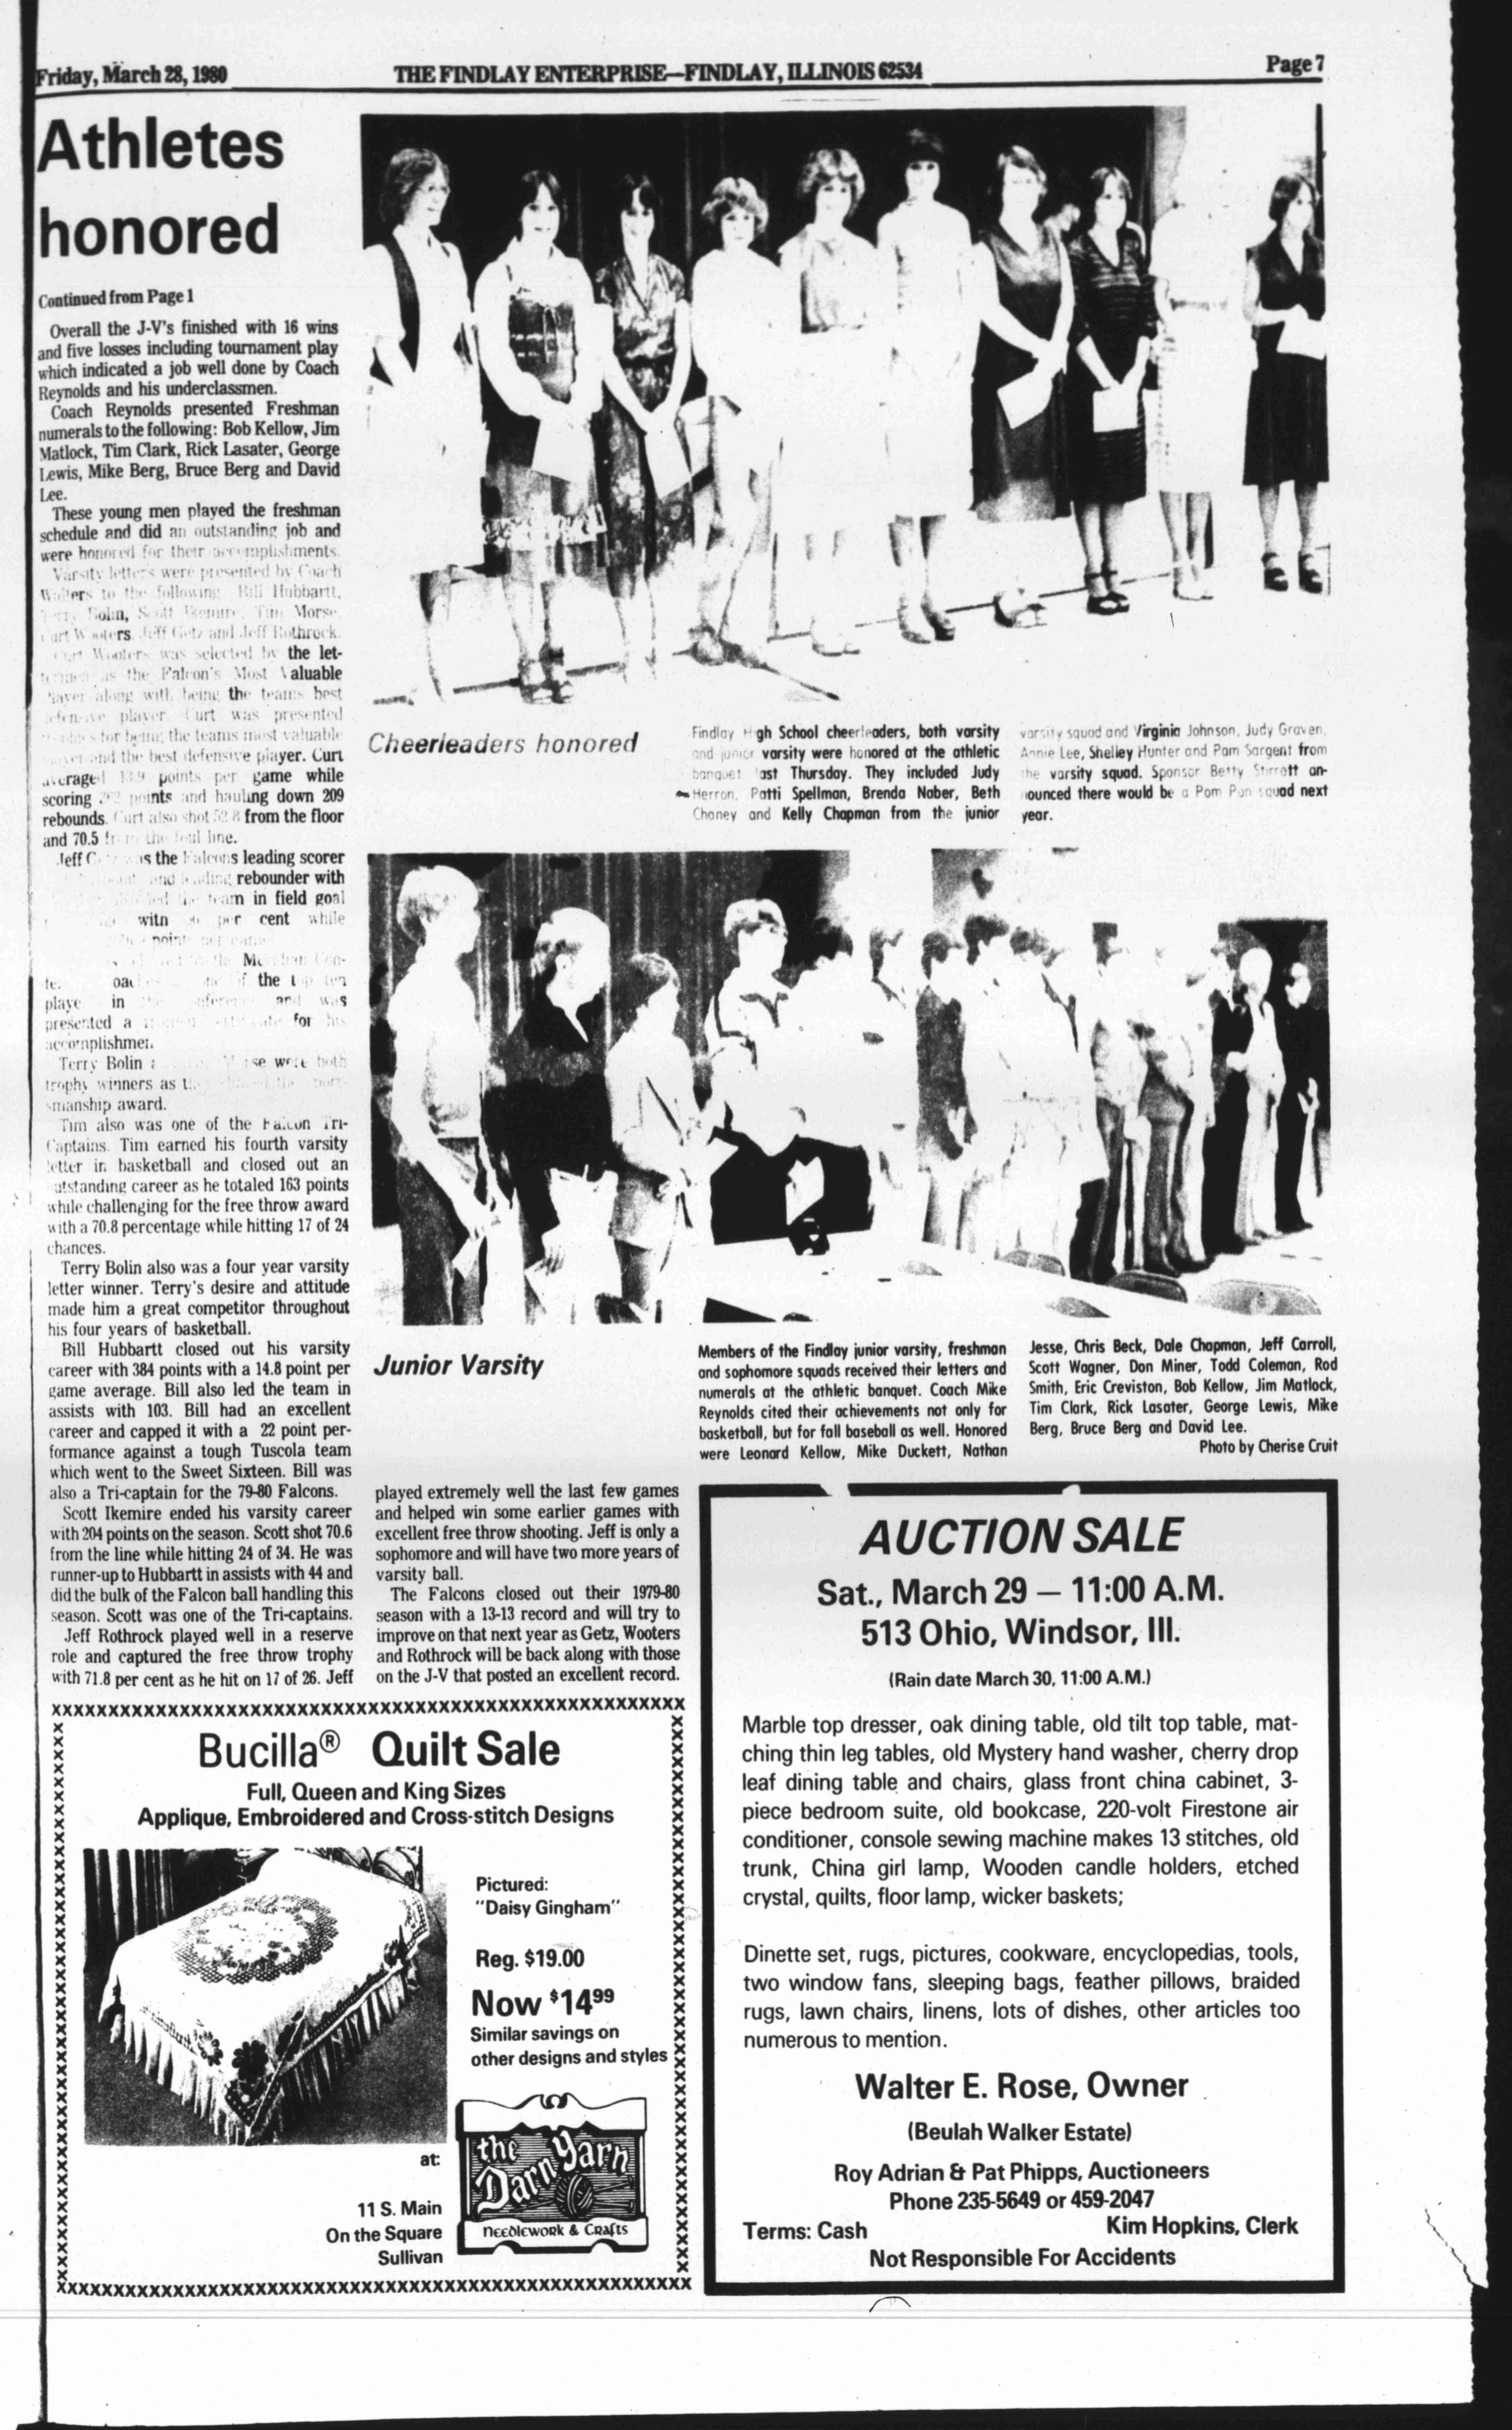 Friday, March 28, 1980
THE FINDLAY ENTERPRISE—FINDLAY, ILLINOIS 62534
Page 7
Athletes
honored
Continued from Page 1
Overall the J-V's finished with 16 wins
and five losses including tournament play
which indicated a job well done by Coach
Reynolds and his underclassmen.
Coach Reynolds presented Freshman
numerals to the following: Bob Kellow, Jim
Matlock, Tim Clark, Rick Lasater, George
Lewis, Mike Berg, Bruce Berg and David
Lee.
These young men played the freshman
schedule and did an outstanding job and
were honored for their accomplishments.
Varsity letters were presented by Coach
Walters to the following: Bill Hubbartt,
Terry Bolin, Scott Ikemire, Tim Morse,
Curt Wooters, Jeff Getz and Jeff Rothrock.
Curt Wooters was selected by the let-
as the Falcon's Most Valuable
along with being the teams best
player. Curt was presented
for being the teams most valuable
and the best defensive player. Curt
averaged points per game while
scoring points and hauling down 209
rebounds. Curt also shot 52.8 from the floor
and 70.5 from the foul line.
Jeff was the Falcons leading scorer
and leading rebounder with
the team in field goal
with per cent while
points
the
of the top ten
in and was
presented a for his
accomplishmen
Terry Bolin were both
trophy winners as
smanship award.
Tim also was one of the Falcon Tri-
Captains. Tim earned his fourth varsity
letter in basketball and closed out an
outstanding career as he totaled 163 points
while challenging for the free throw award
with a 70.8 percentage while hitting 17 of 24
chances.
Terry Bolin also was a four year varsity
letter winner. Terry's desire and attitude
made him a great competitor throughout
his four years of basketball.
Bill Hubbartt closed out his varsity
career with 384 points with a 14.8 point per
game average. Bill also led the team in
assists with 103. Bill had an excellent
career and capped it with a 22 point per-
formance against a tough Tuscola team
which went to the Sweet Sixteen. Bill was
also a Tri-captain for the 79-80 Falcons.
Scott Ikemire ended his varsity career
with 204 points on the season. Scott shot 70.6
from the line while hitting 24 of 34. He was
runner-up to Hubbartt in assists with 44 and
did the bulk of the Falcon ball handling this
season. Scott was one of the Tri-captains.
Jeff Rothrock played well in a reserve
role and captured the free throw trophy
with 71.8 per cent as he hit on 17 of 26. Jeff
played extremely well the last few games
and helped win some earlier games with
excellent free throw shooting. Jeff is only a
sophomore and will have two more years of
varsity ball.
The Falcons closed out their 1979-80
season with a 13-13 record and will try to
improve on that next year as Getz, Wooters
and Rothrock will be back along with those
on the J-V that posted an excellent record.
Cheerleaders honored
Findlay High School cheerleaders, both varsity
and junior varsity were honored at the athletic
banquet last Thursday. They included Judy
Herron, Patti Spellman, Brenda Naber, Beth
Chaney and Kelly Chapman from the junior
varsity squad and Virginia Johnson, Judy Graven,
Annie Lee, Shelley Hunter and Pam Sargent from
the varsity squad. Sponsor Betty Stirrett an-
nounced there would be a Pom Pun squad next
year.
Junior Varsity
Members of the Findlay junior varsity, freshman
and sophomore squads received their letters and
numerals at the athletic banquet. Coach Mike
Reynolds cited their achievements not only for
basketball, but for fall baseball as well. Honored
were Leonard Kellow, Mike Duckett, Nathan
Jesse, Chris Beck, Dale Chapman, Jeff Carroll,
Scott Wagner, Don Miner, Todd Coleman, Rod
Smith, Eric Creviston, Bob Kellow, Jim Matlock,
Tim Clark, Rick Lasater, George Lewis, Mike
Berg, Bruce Berg and David Lee.
Photo by Cherise Cruit
Bucilla® Quilt Sale
Full, Queen and King Sizes
Applique, Embroidered and Cross-stitch Designs
Pictured:
"Daisy Gingham"
Reg. $19.00
Now $14⁹⁹
Similar savings on
other designs and styles
at:
11 S. Main
On the Square
Sullivan
the
Darn Yarn
Needlework & Crafts
AUCTION SALE
Sat., March 29 — 11:00 A.M.
513 Ohio, Windsor, Ill.
(Rain date March 30, 11:00 A.M.)
Marble top dresser, oak dining table, old tilt top table, mat-
ching thin leg tables, old Mystery hand washer, cherry drop
leaf dining table and chairs, glass front china cabinet, 3-
piece bedroom suite, old bookcase, 220-volt Firestone air
conditioner, console sewing machine makes 13 stitches, old
trunk, China girl lamp, Wooden candle holders, etched
crystal, quilts, floor lamp, wicker baskets;
Dinette set, rugs, pictures, cookware, encyclopedias, tools,
two window fans, sleeping bags, feather pillows, braided
rugs, lawn chairs, linens, lots of dishes, other articles too
numerous to mention.
Walter E. Rose, Owner
(Beulah Walker Estate)
Roy Adrian & Pat Phipps, Auctioneers
Phone 235-5649 or 459-2047
Terms: Cash
Kim Hopkins, Clerk
Not Responsible For Accidents